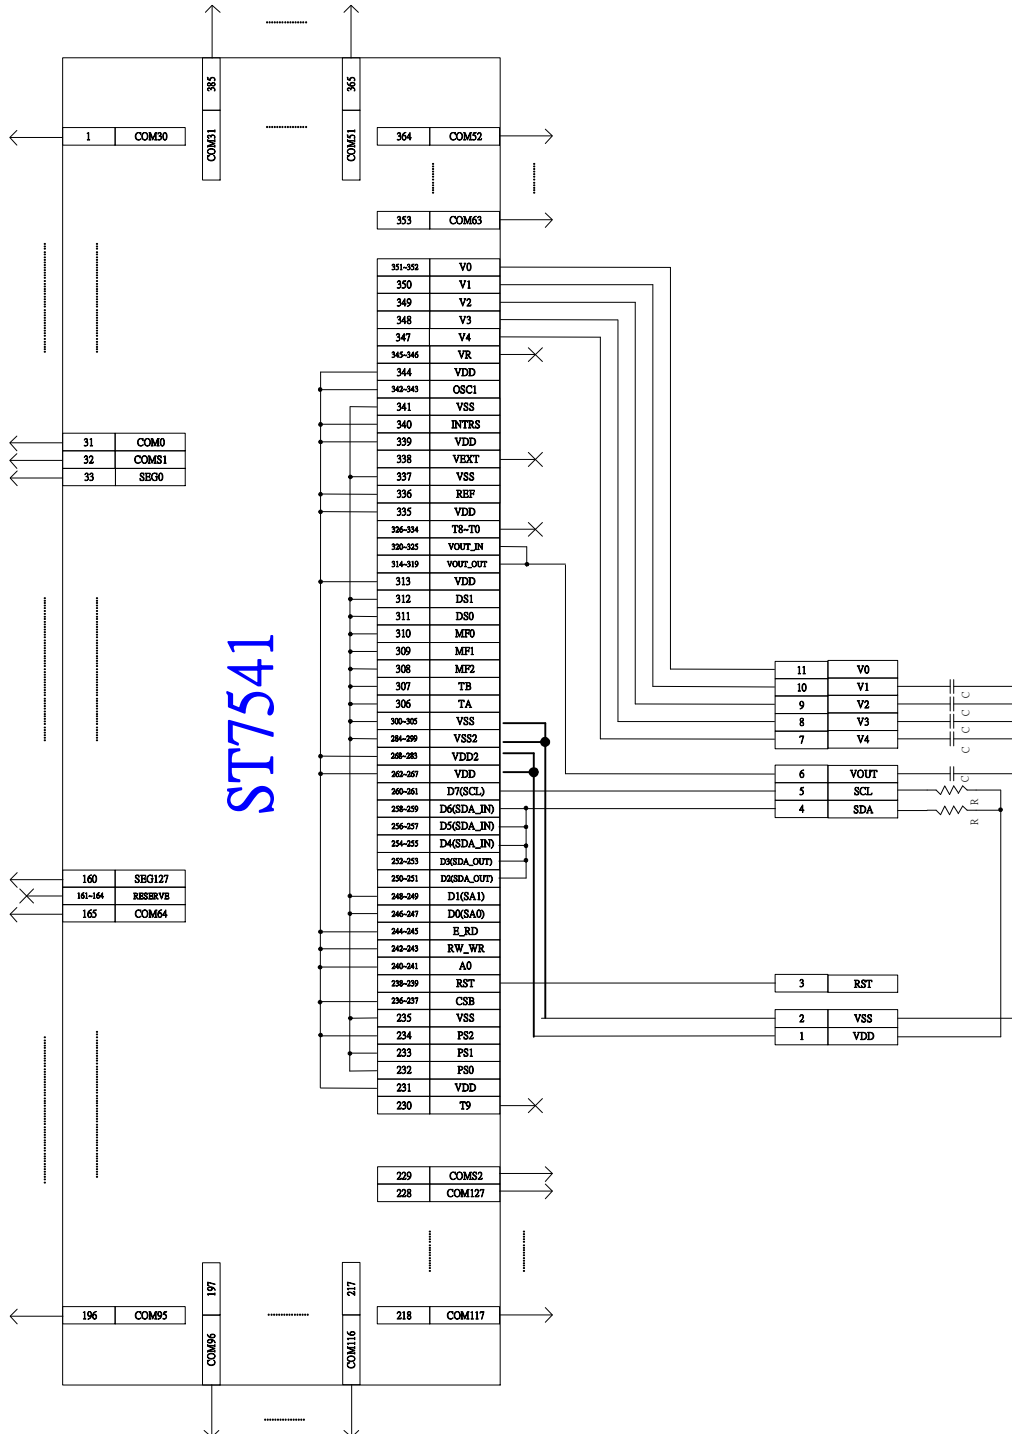 385
COM31
365
COM51
1 COM30
364 COM52
353 COM63
351~352 V0
350 V1
349 V2
348 V3
347 V4
345~346 VR
344 VDD
342~343 OSC1
341 VSS
340 INTRS
339 VDD
338 VEXT
337 VSS
336 REF
335 VDD
326~334 T8~T0
320~325 VOUT_IN
314~319 VOUT_OUT
313 VDD
312 DS1
311 DS0
310 MF0
309 MF1
308 MF2
307 TB
306 TA
300~305 VSS
284~299 VSS2
268~283 VDD2
262~267 VDD
260~261 D7(SCL)
258~259 D6(SDA_IN)
256~257 D5(SDA_IN)
254~255 D4(SDA_IN)
252~253 D3(SDA_OUT)
250~251 D2(SDA_OUT)
248~249 D1(SA1)
246~247 D0(SA0)
244~245 E_RD
242~243 RW_WR
240~241 A0
238~239 RST
236~237 CSB
235 VSS
234 PS2
233 PS1
232 PS0
231 VDD
230 T9
229 COMS2
228 COM127
218 COM117
31 COM0
32 COMS1
33 SEG0
ST7541
160 SEG127
161~164 RESERVE
165 COM64
196 COM95
197
COM96
217
COM116
11 V0
10 V1 C
9 V2 C
8 V3 C
7 V4 C
6 VOUT C
5 SCL R
4 SDA R
3 RST
2 VSS
1 VDD